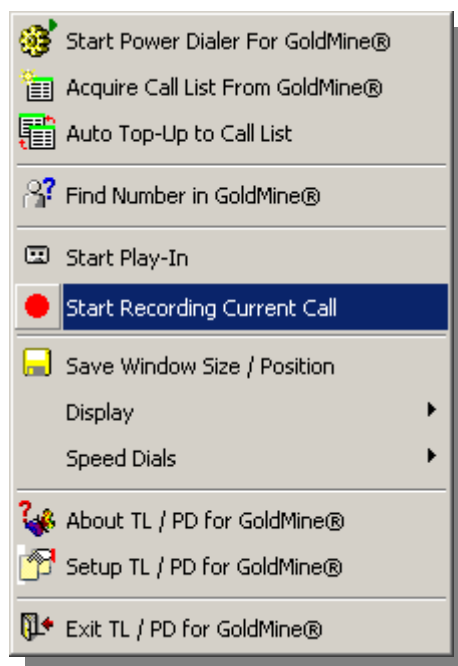 Start Power Dialer For GoldMine®
Acquire Call List From GoldMine®
Auto Top-Up to Call List
Find Number in GoldMine®
Start Play-In
Start Recording Current Call
Save Window Size / Position
Display
Speed Dials
About TL / PD for GoldMine®
Setup TL / PD for GoldMine®
Exit TL / PD for GoldMine®